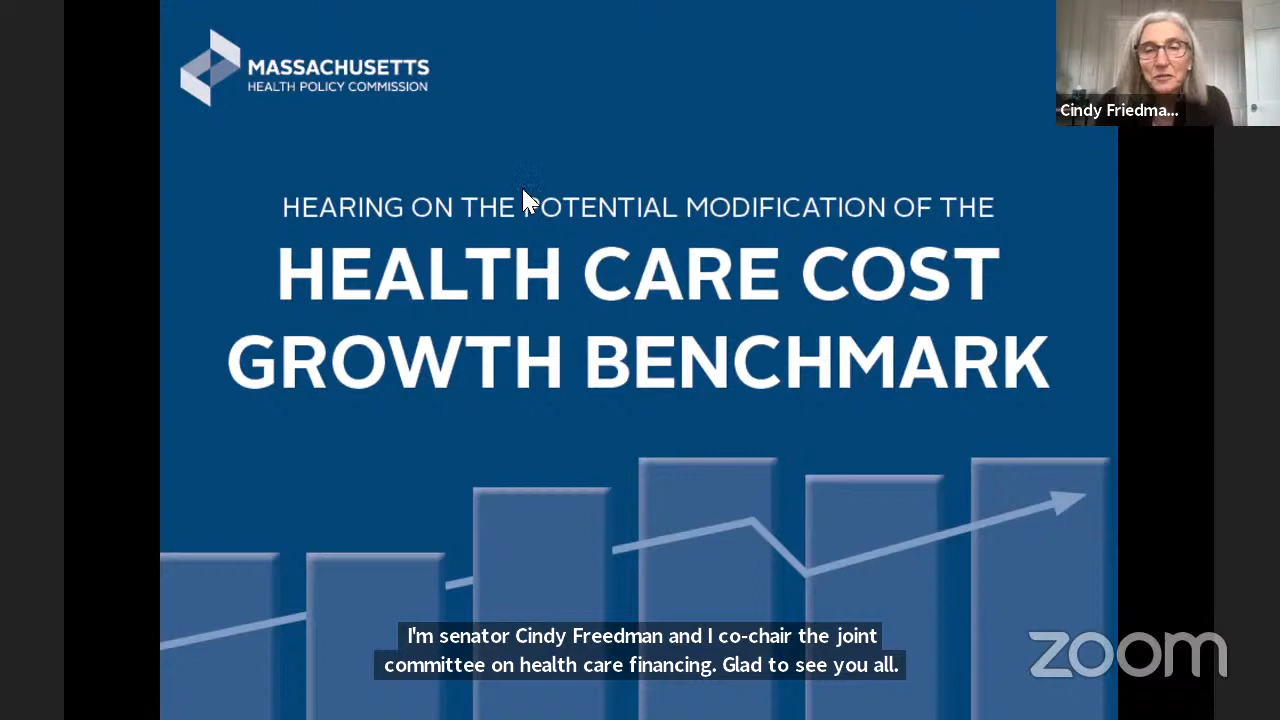 MASSACHUSETTS
HEALTH POLICY COMMISSION
Cindy Friedma...
HEARING ON THE POTENTIAL MODIFICATION OF THE
HEALTH CARE COST
GROWTH BENCHMARK
I'm senator Cindy Freedman and I co-chair the joint
committee on health care financing. Glad to see you all.
zoom